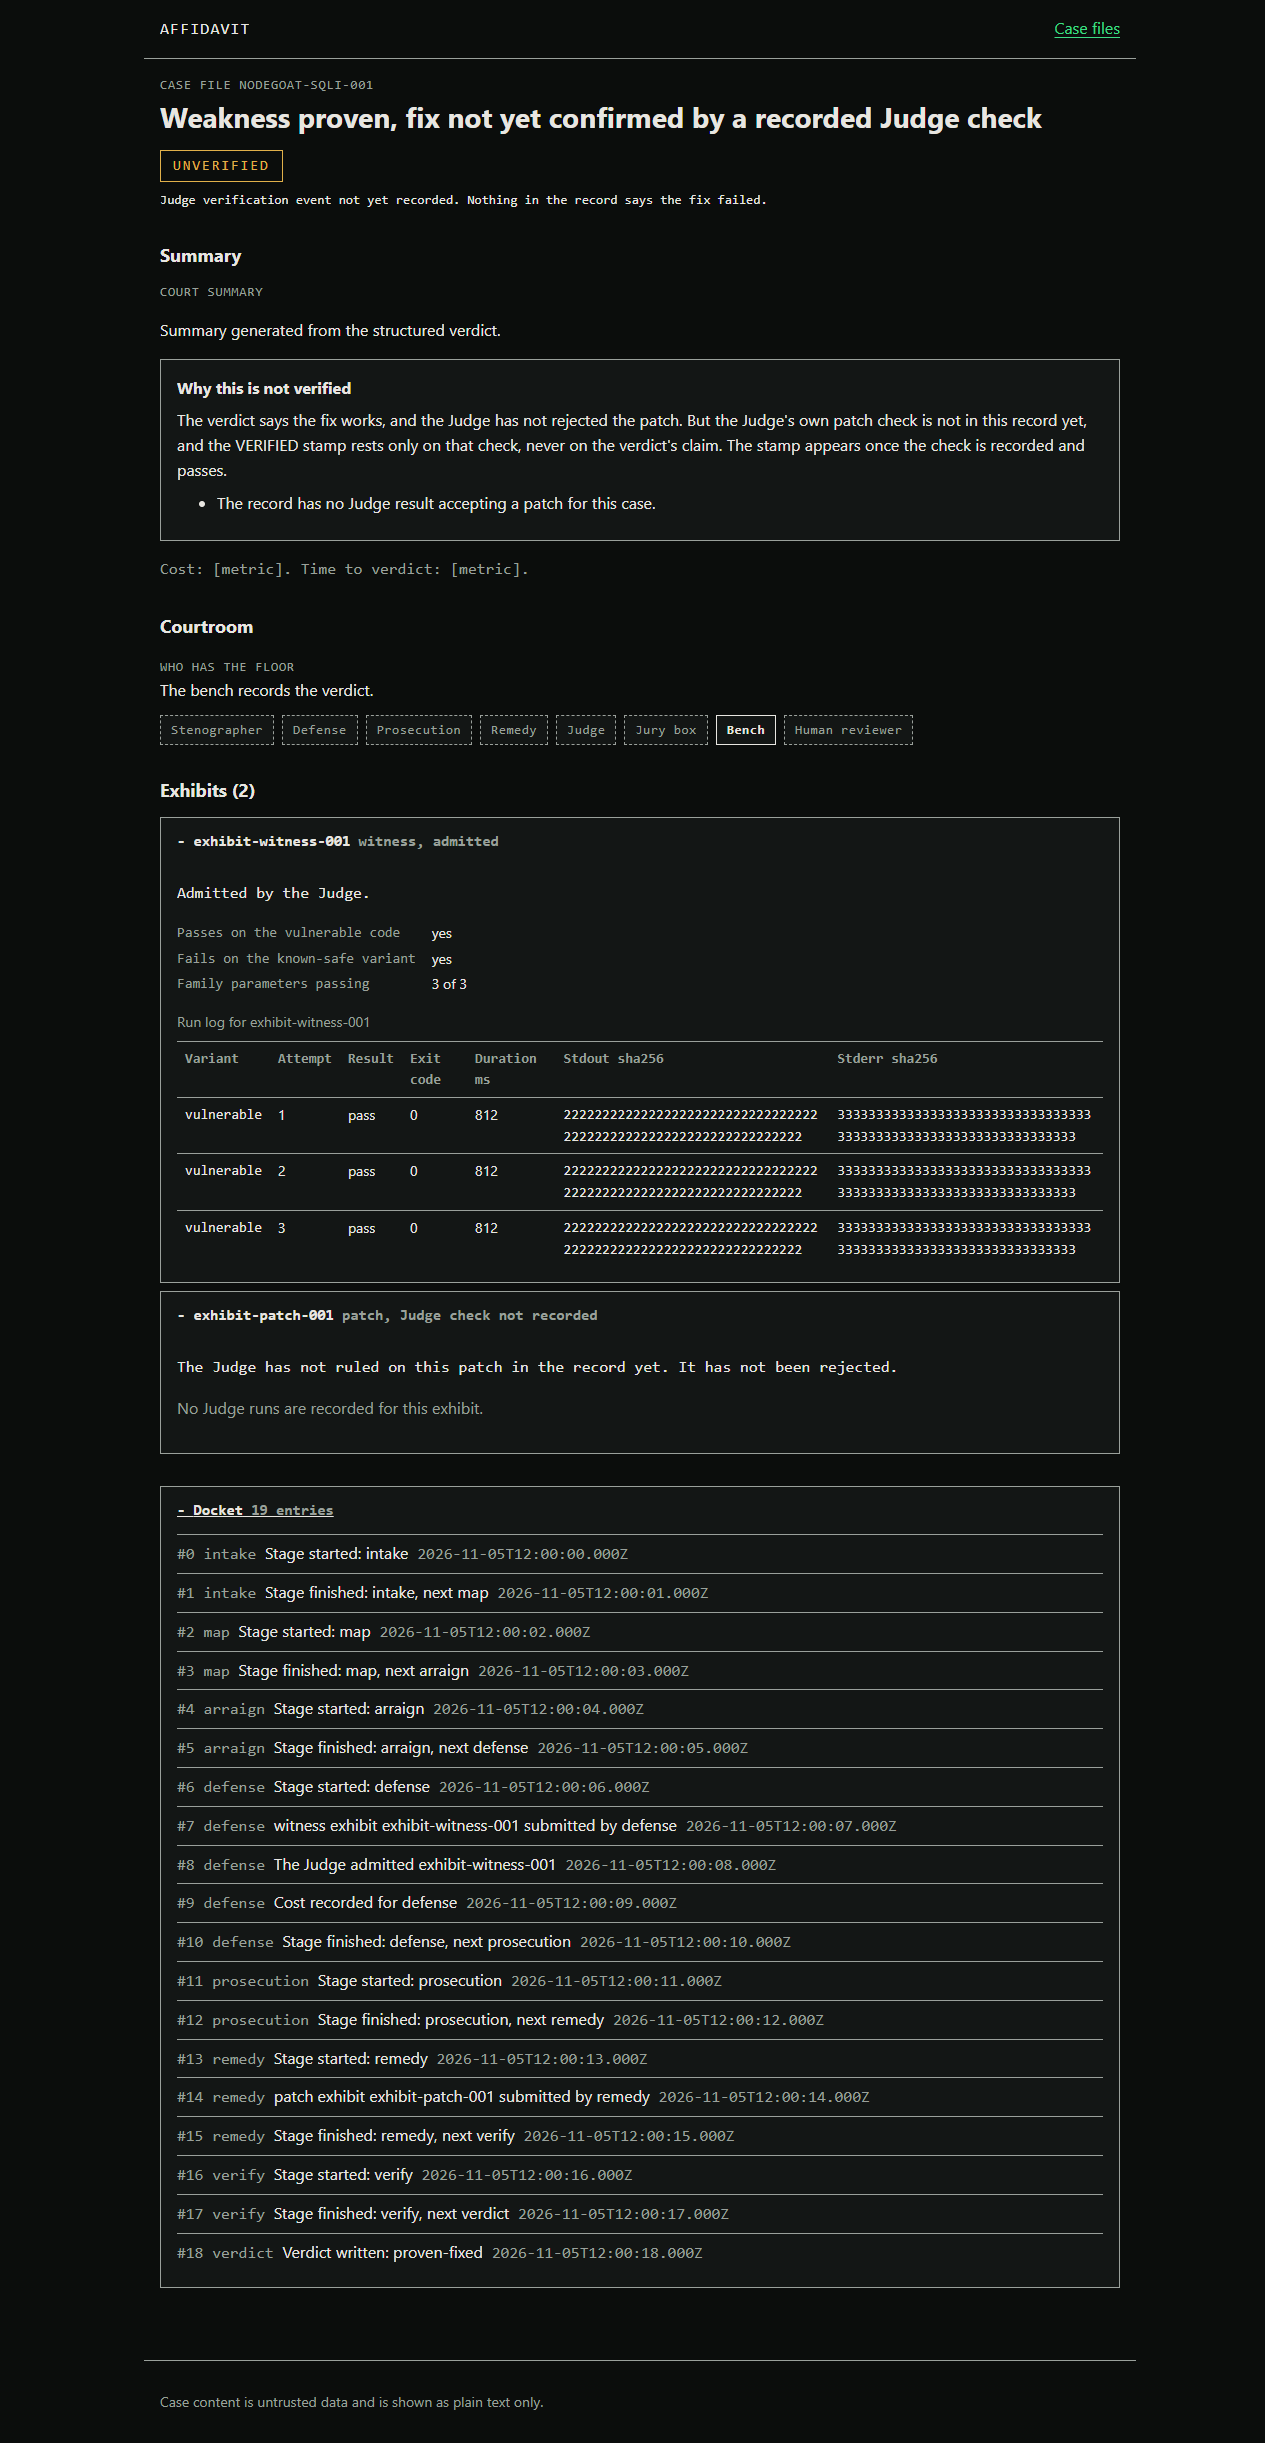 AFFIDAVIT
Case files
CASE FILE NODEGOAT-SQLI-001
Weakness proven, fix not yet confirmed by a recorded Judge check
UNVERIFIED
Judge verification event not yet recorded. Nothing in the record says the fix failed.
Summary
COURT SUMMARY
Summary generated from the structured verdict.
Why this is not verified
The verdict says the fix works, and the Judge has not rejected the patch. But the Judge's own patch check is not in this record yet,
and the VERIFIED stamp rests only on that check, never on the verdict's claim. The stamp appears once the check is recorded and
passes.
• The record has no Judge result accepting a patch for this case.
Cost: [metric]. Time to verdict: [metric].
Courtroom
WHO HAS THE FLOOR
The bench records the verdict.
Stenographer Defense Prosecution Remedy Judge Jury box Bench Human reviewer
Exhibits (2)
- exhibit-witness-001 witness, admitted
Admitted by the Judge.
Passes on the vulnerable code yes
Fails on the known-safe variant yes
Family parameters passing 3 of 3
Run log for exhibit-witness-001
Variant Attempt Result Exit code Duration ms Stdout sha256 Stderr sha256
vulnerable 1 pass 0 812 222222222222222222222222222222222 333333333333333333333333333333333
2222222222222222222222222222222 3333333333333333333333333333333
vulnerable 2 pass 0 812 222222222222222222222222222222222 333333333333333333333333333333333
2222222222222222222222222222222 3333333333333333333333333333333
vulnerable 3 pass 0 812 222222222222222222222222222222222 333333333333333333333333333333333
2222222222222222222222222222222 3333333333333333333333333333333
- exhibit-patch-001 patch, Judge check not recorded
The Judge has not ruled on this patch in the record yet. It has not been rejected.
No Judge runs are recorded for this exhibit.
- Docket 19 entries
#0 intake Stage started: intake 2026-11-05T12:00:00.000Z
#1 intake Stage finished: intake, next map 2026-11-05T12:00:01.000Z
#2 map Stage started: map 2026-11-05T12:00:02.000Z
#3 map Stage finished: map, next arraign 2026-11-05T12:00:03.000Z
#4 arraign Stage started: arraign 2026-11-05T12:00:04.000Z
#5 arraign Stage finished: arraign, next defense 2026-11-05T12:00:05.000Z
#6 defense Stage started: defense 2026-11-05T12:00:06.000Z
#7 defense witness exhibit exhibit-witness-001 submitted by defense 2026-11-05T12:00:07.000Z
#8 defense The Judge admitted exhibit-witness-001 2026-11-05T12:00:08.000Z
#9 defense Cost recorded for defense 2026-11-05T12:00:09.000Z
#10 defense Stage finished: defense, next prosecution 2026-11-05T12:00:10.000Z
#11 prosecution Stage started: prosecution 2026-11-05T12:00:11.000Z
#12 prosecution Stage finished: prosecution, next remedy 2026-11-05T12:00:12.000Z
#13 remedy Stage started: remedy 2026-11-05T12:00:13.000Z
#14 remedy patch exhibit exhibit-patch-001 submitted by remedy 2026-11-05T12:00:14.000Z
#15 remedy Stage finished: remedy, next verify 2026-11-05T12:00:15.000Z
#16 verify Stage started: verify 2026-11-05T12:00:16.000Z
#17 verify Stage finished: verify, next verdict 2026-11-05T12:00:17.000Z
#18 verdict Verdict written: proven-fixed 2026-11-05T12:00:18.000Z
Case content is untrusted data and is shown as plain text only.